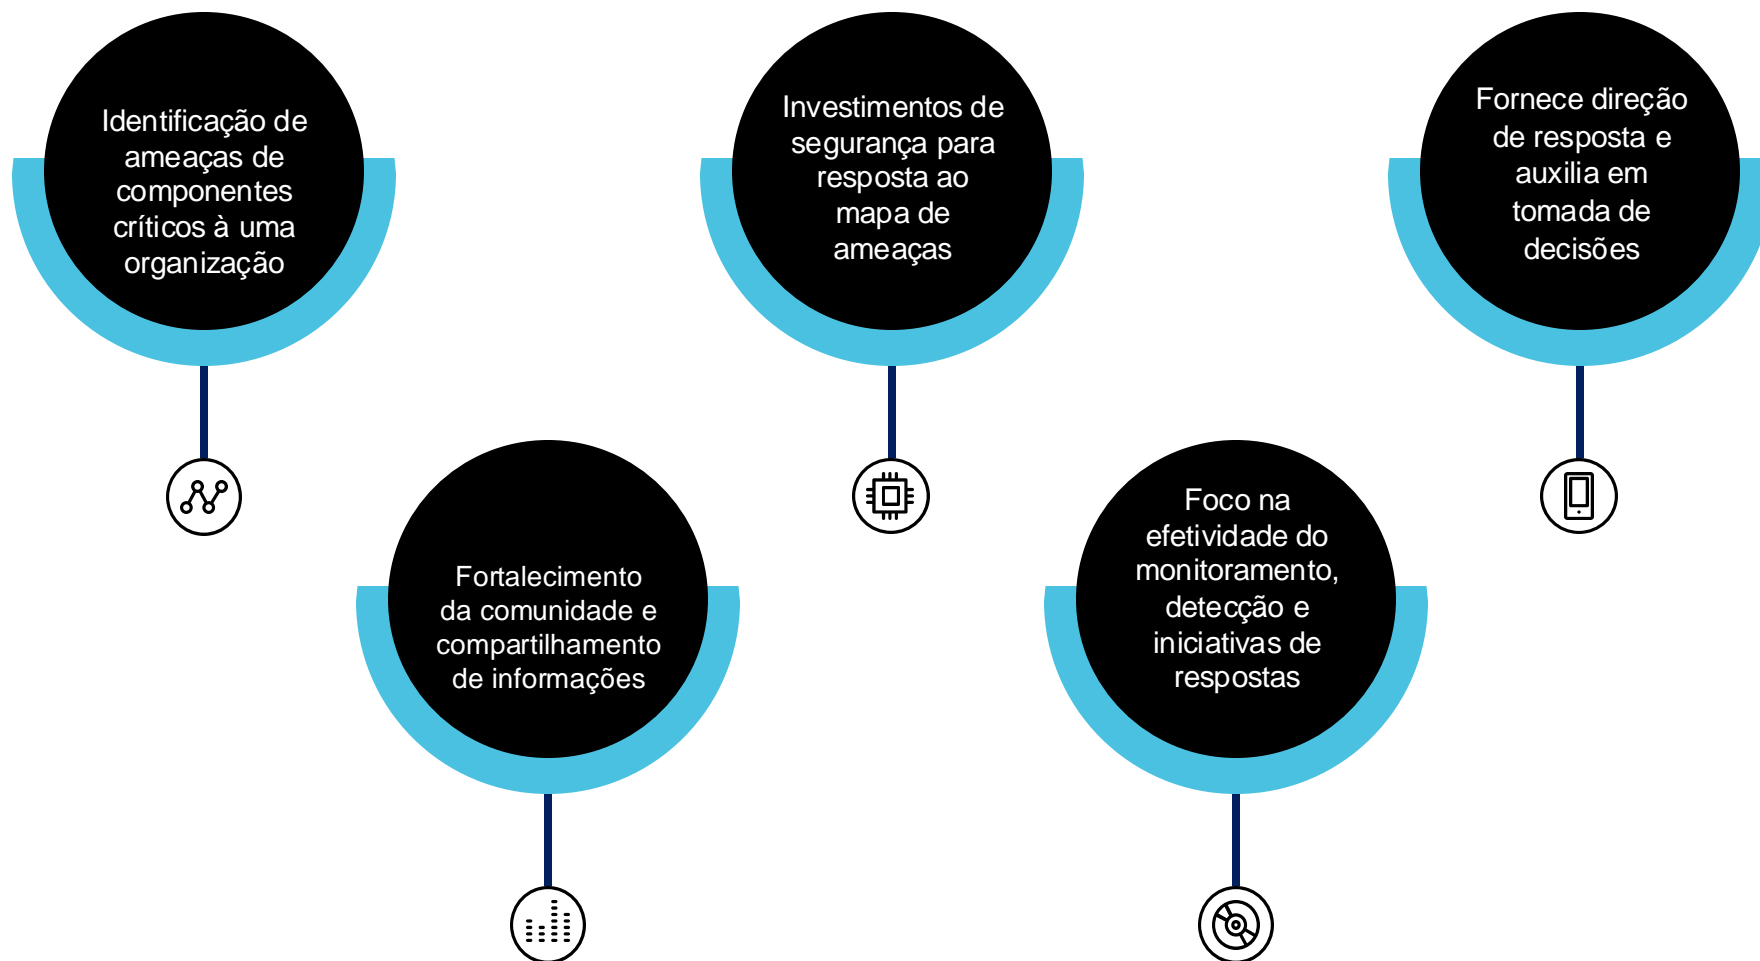 Identificação de
ameaças de
componentes
críticos à uma
organização
Investimentos de
segurança para
resposta ao
mapa de
ameaças
Fornece direção
de resposta e
auxilia em
tomada de
decisões
Fortalecimento
da comunidade e
compartilhamento
de informações
Foco na
efetividade do
monitoramento,
detecção e
iniciativas de
respostas